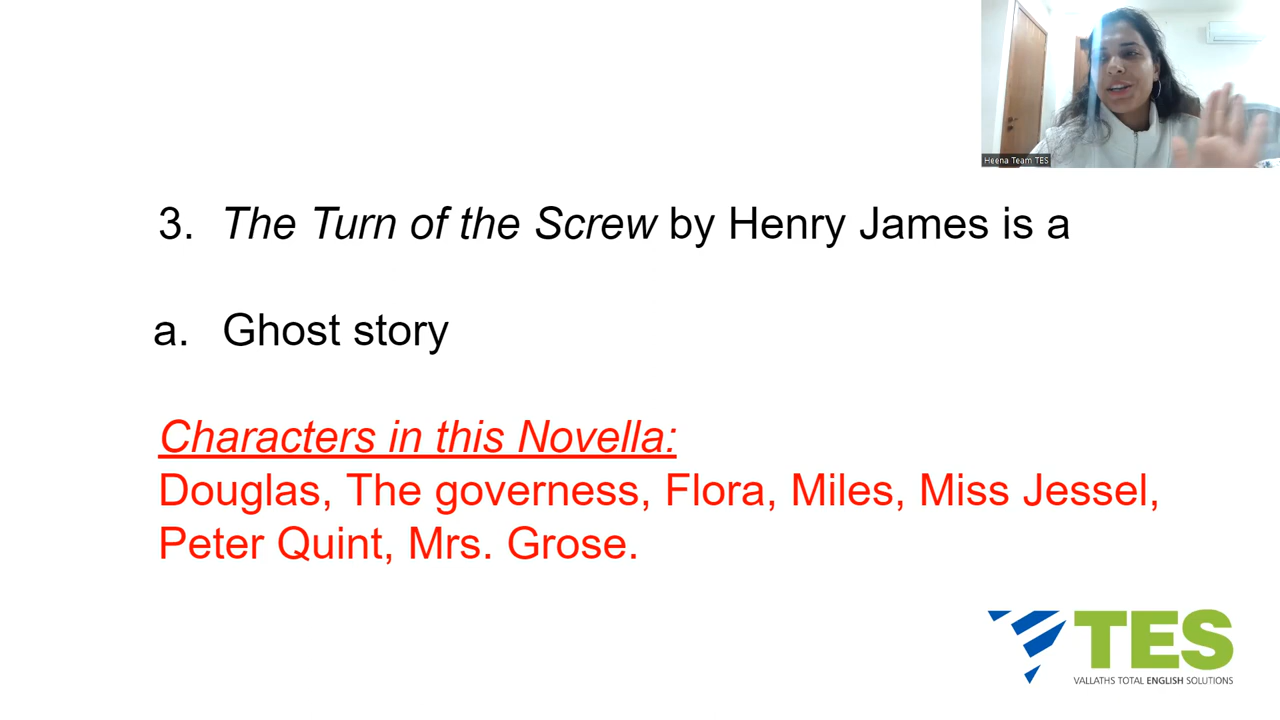 Heena Team TES
3. The Turn of the Screw by Henry James is a
a. Ghost story
Characters in this Novella:
Douglas, The governess, Flora, Miles, Miss Jessel,
Peter Quint, Mrs. Grose.
TES
VALLATHS TOTAL ENGLISH SOLUTIONS